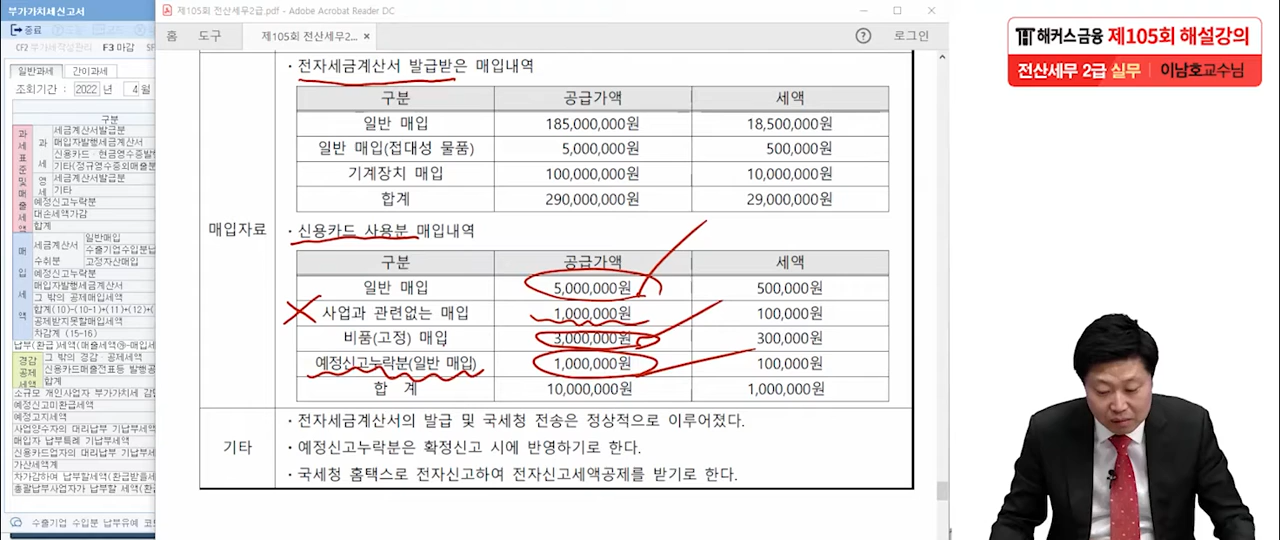 부가가치세신고서
제105회 전산세무2급.pdf - Adobe Acrobat Reader DC
종료
CF2 부가세작성관리 F3 마감 SF
홈 도구 제105회 전산세무2... × 로그인
일반과세 간이과세
조회기간 : 2022 년 4 월
해커스금융 제105회 해설강의
전산세무 2급 실무 이남호교수님
구분
과세표준및매출세액
과세
세금계산서발급분
매입자발행세금계산서
신용카드 · 현금영수증발
기타(정규영수증외매출분
영세
세금계산서발급분
기타
예정신고누락분
대손세액가감
합계
매입세액
세금계산서
수취분
일반매입
수출기업수입분납
고정자산매입
예정신고누락분
매입자발행세금계산서
그 밖의 공제매입세액
합계(10)-(10-1)+(11)+(12)+(
공제받지못할매입세액
차감계 (15-16)
납부(환급)세액(매출세액㉮-매입세
경감공제세액
그 밖의 경감 · 공제세액
신용카드매출전표등 발행공
합계
소규모 개인사업자 부가가치세 감면
예정신고미환급세액
예정고지세액
사업양수자의 대리납부 기납부세액
매입자 납부특례 기납부세액
신용카드업자의 대리납부 기납부세
가산세액계
차가감하여 납부할세액(환급받을세
총괄납부사업자가 납부할 세액(환급
수출기업 수입분 납부유예 코드
매입자료
· 전자세금계산서 발급받은 매입내역
구분 공급가액 세액
일반 매입 185,000,000원 18,500,000원
일반 매입(접대성 물품) 5,000,000원 500,000원
기계장치 매입 100,000,000원 10,000,000원
합계 290,000,000원 29,000,000원
· 신용카드 사용분 매입내역
구분 공급가액 세액
일반 매입 5,000,000원 500,000원
사업과 관련없는 매입 1,000,000원 100,000원
비품(고정) 매입 3,000,000원 300,000원
예정신고누락분(일반 매입) 1,000,000원 100,000원
합 계 10,000,000원 1,000,000원
기타
· 전자세금계산서의 발급 및 국세청 전송은 정상적으로 이루어졌다.
· 예정신고누락분은 확정신고 시에 반영하기로 한다.
· 국세청 홈택스로 전자신고하여 전자신고세액공제를 받기로 한다.